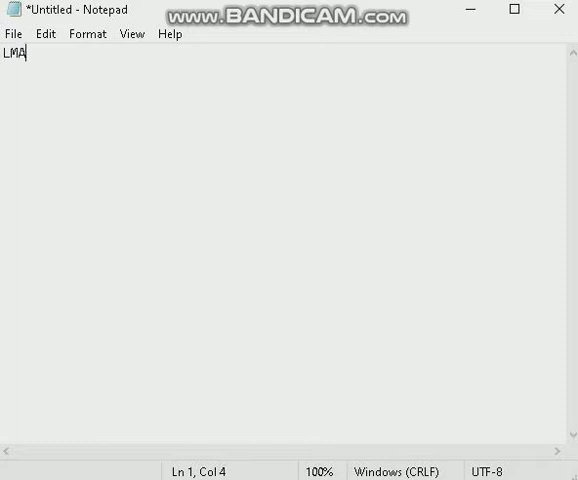 *Untitled - Notepad
www.BANDICAM.com
File Edit Format View Help
LMA
Ln 1, Col 4 100% Windows (CRLF) UTF-8